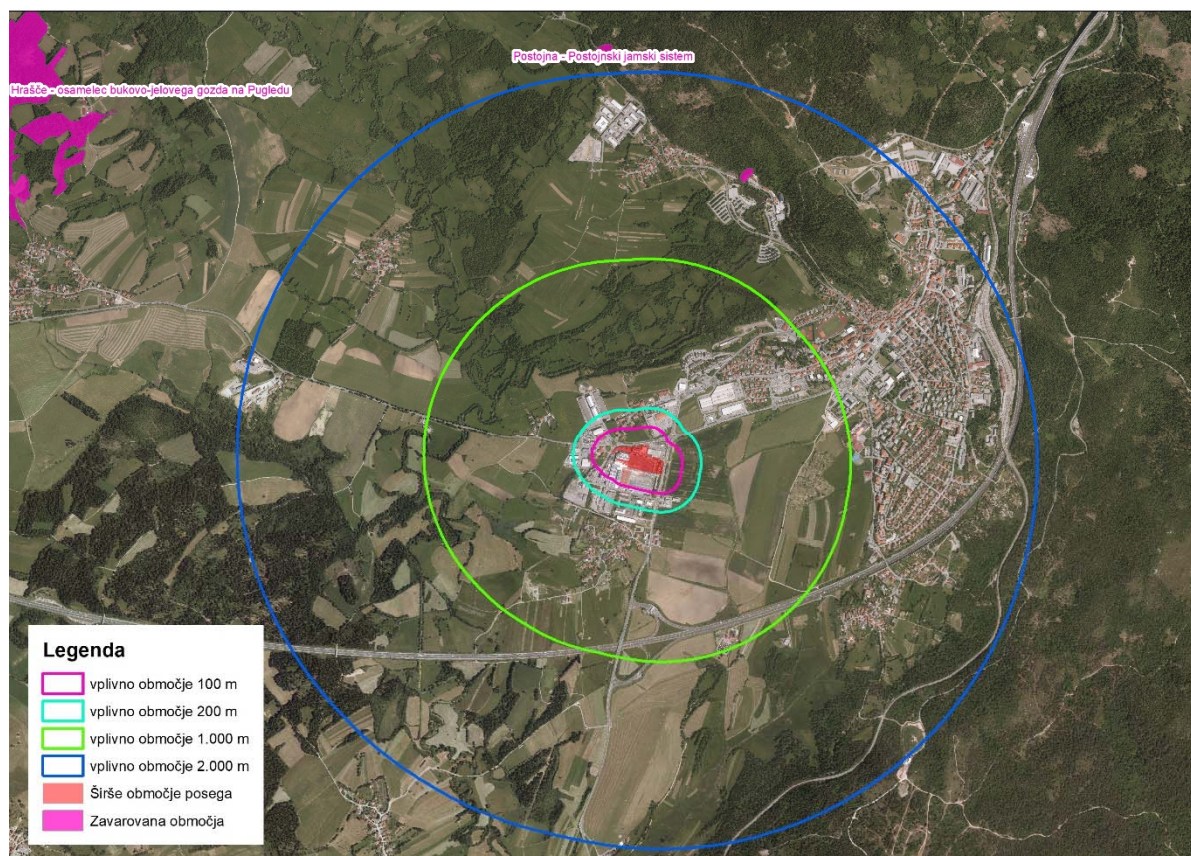 Postojna - Postojnski jamski sistem
Hrašče - osamelec bukovo-jelovega gozda na Pugledu
Legenda
vplivno območje 100 m
vplivno območje 200 m
vplivno območje 1.000 m
vplivno območje 2.000 m
Širše območje posega
Zavarovana območja